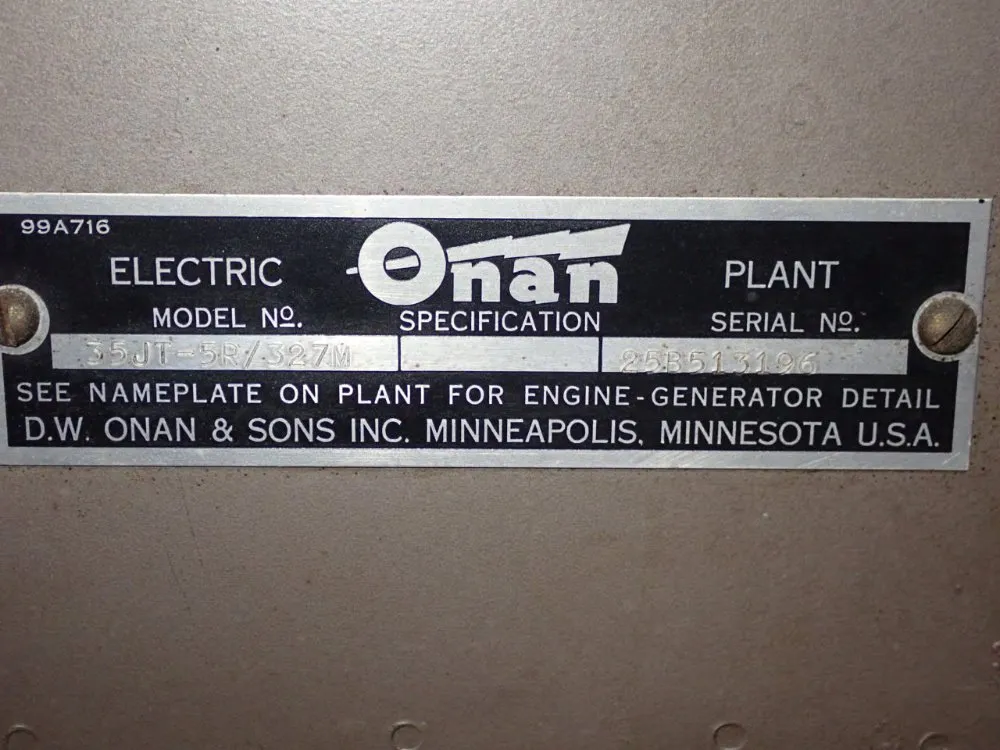 99A716
Onan
ELECTRIC PLANT
MODEL Nº. SPECIFICATION SERIAL Nº.
35JT-5R/327M 25B513196
SEE NAMEPLATE ON PLANT FOR ENGINE-GENERATOR DETAIL
D.W. ONAN & SONS INC. MINNEAPOLIS, MINNESOTA U.S.A.